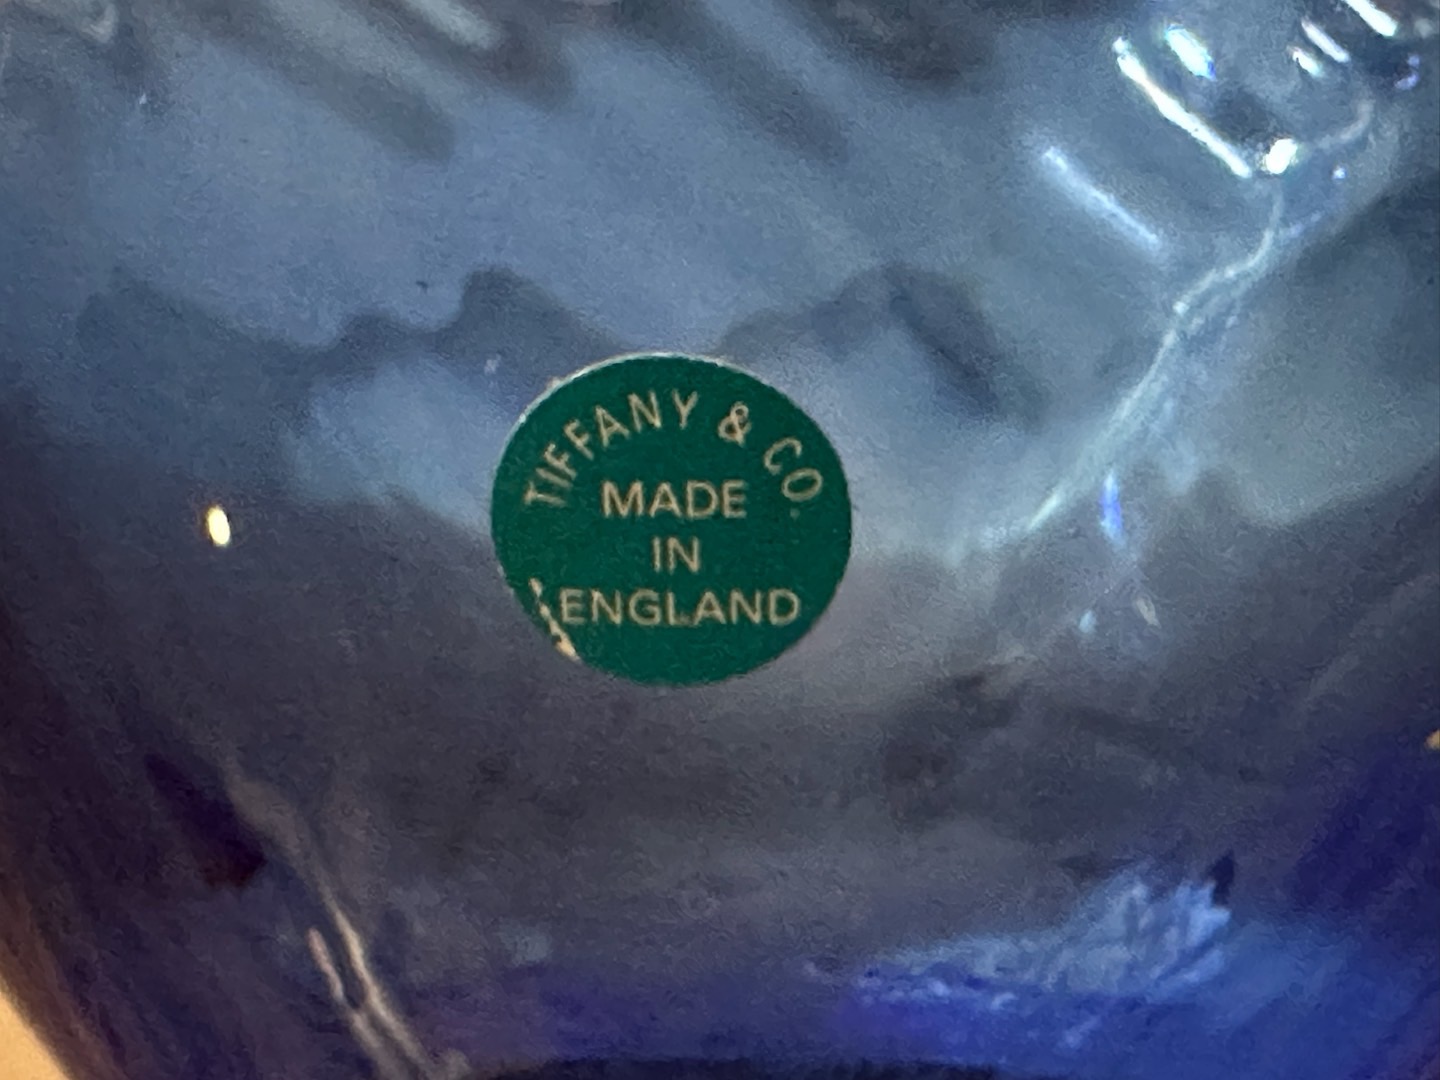 TIFFANY & CO.
MADE
IN
ENGLAND